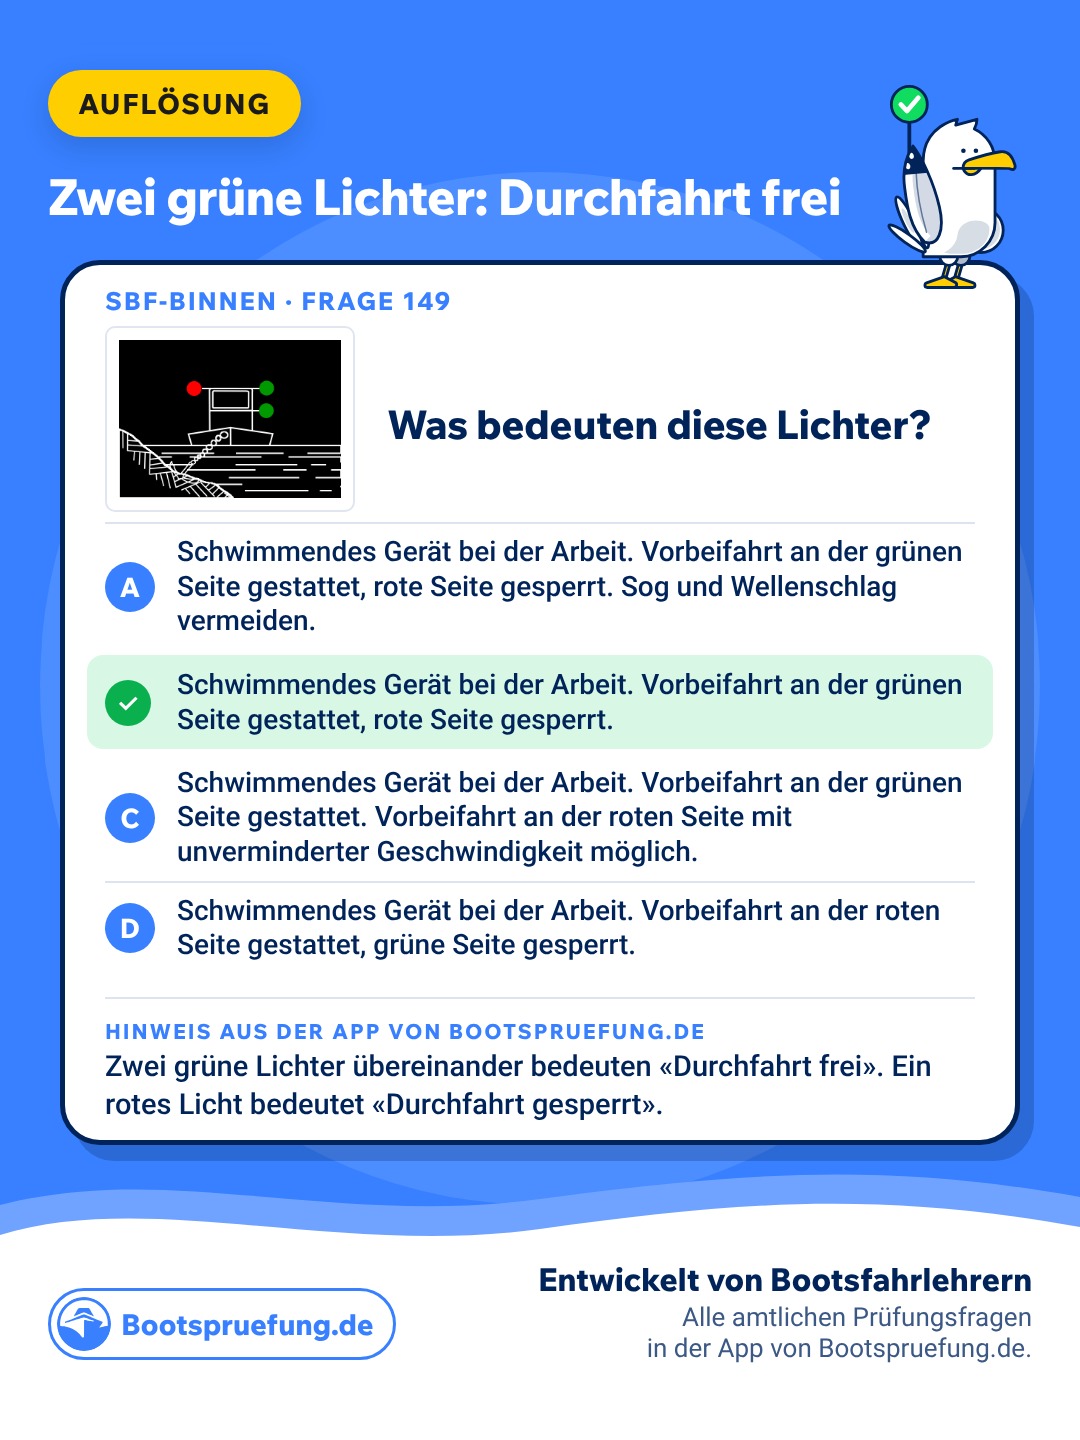 AUFLÖSUNG
Zwei grüne Lichter: Durchfahrt frei
SBF-BINNEN · FRAGE 149
Was bedeuten diese Lichter?
A
Schwimmendes Gerät bei der Arbeit. Vorbeifahrt an der grünen
Seite gestattet, rote Seite gesperrt. Sog und Wellenschlag
vermeiden.
Schwimmendes Gerät bei der Arbeit. Vorbeifahrt an der grünen
Seite gestattet, rote Seite gesperrt.
C
Schwimmendes Gerät bei der Arbeit. Vorbeifahrt an der grünen
Seite gestattet. Vorbeifahrt an der roten Seite mit
unverminderter Geschwindigkeit möglich.
D
Schwimmendes Gerät bei der Arbeit. Vorbeifahrt an der roten
Seite gestattet, grüne Seite gesperrt.
HINWEIS AUS DER APP VON BOOTSPRUEFUNG.DE
Zwei grüne Lichter übereinander bedeuten «Durchfahrt frei». Ein
rotes Licht bedeutet «Durchfahrt gesperrt».
Bootspruefung.de
Entwickelt von Bootsfahrlehrern
Alle amtlichen Prüfungsfragen
in der App von Bootspruefung.de.